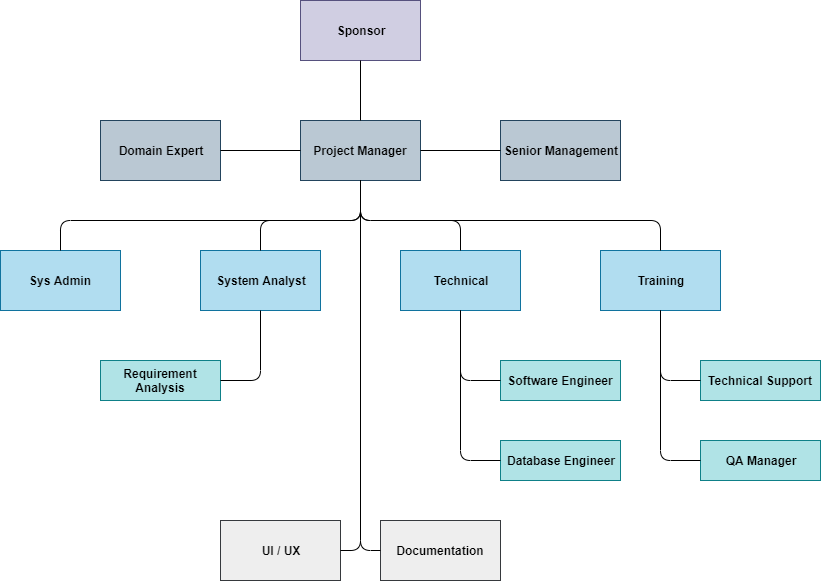 Sponsor
Domain Expert
Project Manager
Senior Management
Sys Admin
System Analyst
Technical
Training
Requirement
Analysis
Software Engineer
Technical Support
Database Engineer
QA Manager
UI / UX
Documentation